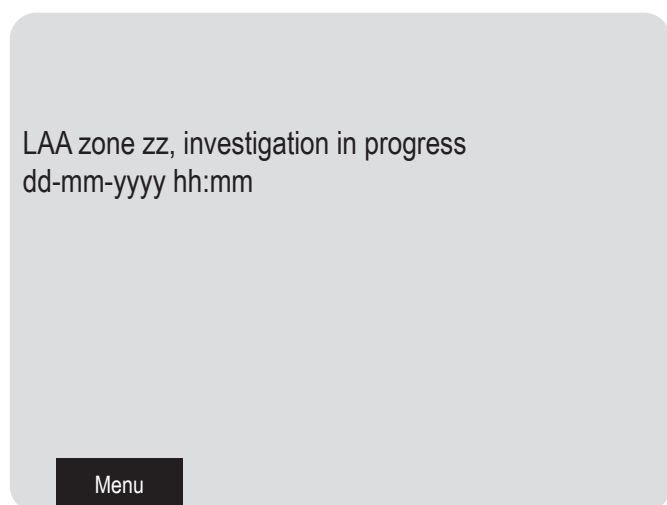 LAA zone zz, investigation in progress
dd-mm-yyyy hh:mm
Menu